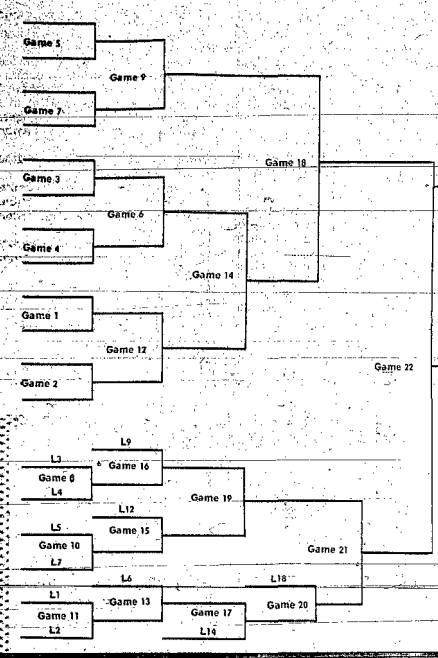 Game 5
Game 9
Game 7
Game 18
Game 3
Game 6
Game 4
Game 14
Game 1
Game 12
Game 2
Game 22
L9
L3
Game 16
Game 8
L4
Game 19
L12
L5
Game 15
Game 10
Game 21
L7
L6
L18
L1
Game 13
Game 17
Game 20
Game 11
L2
L14